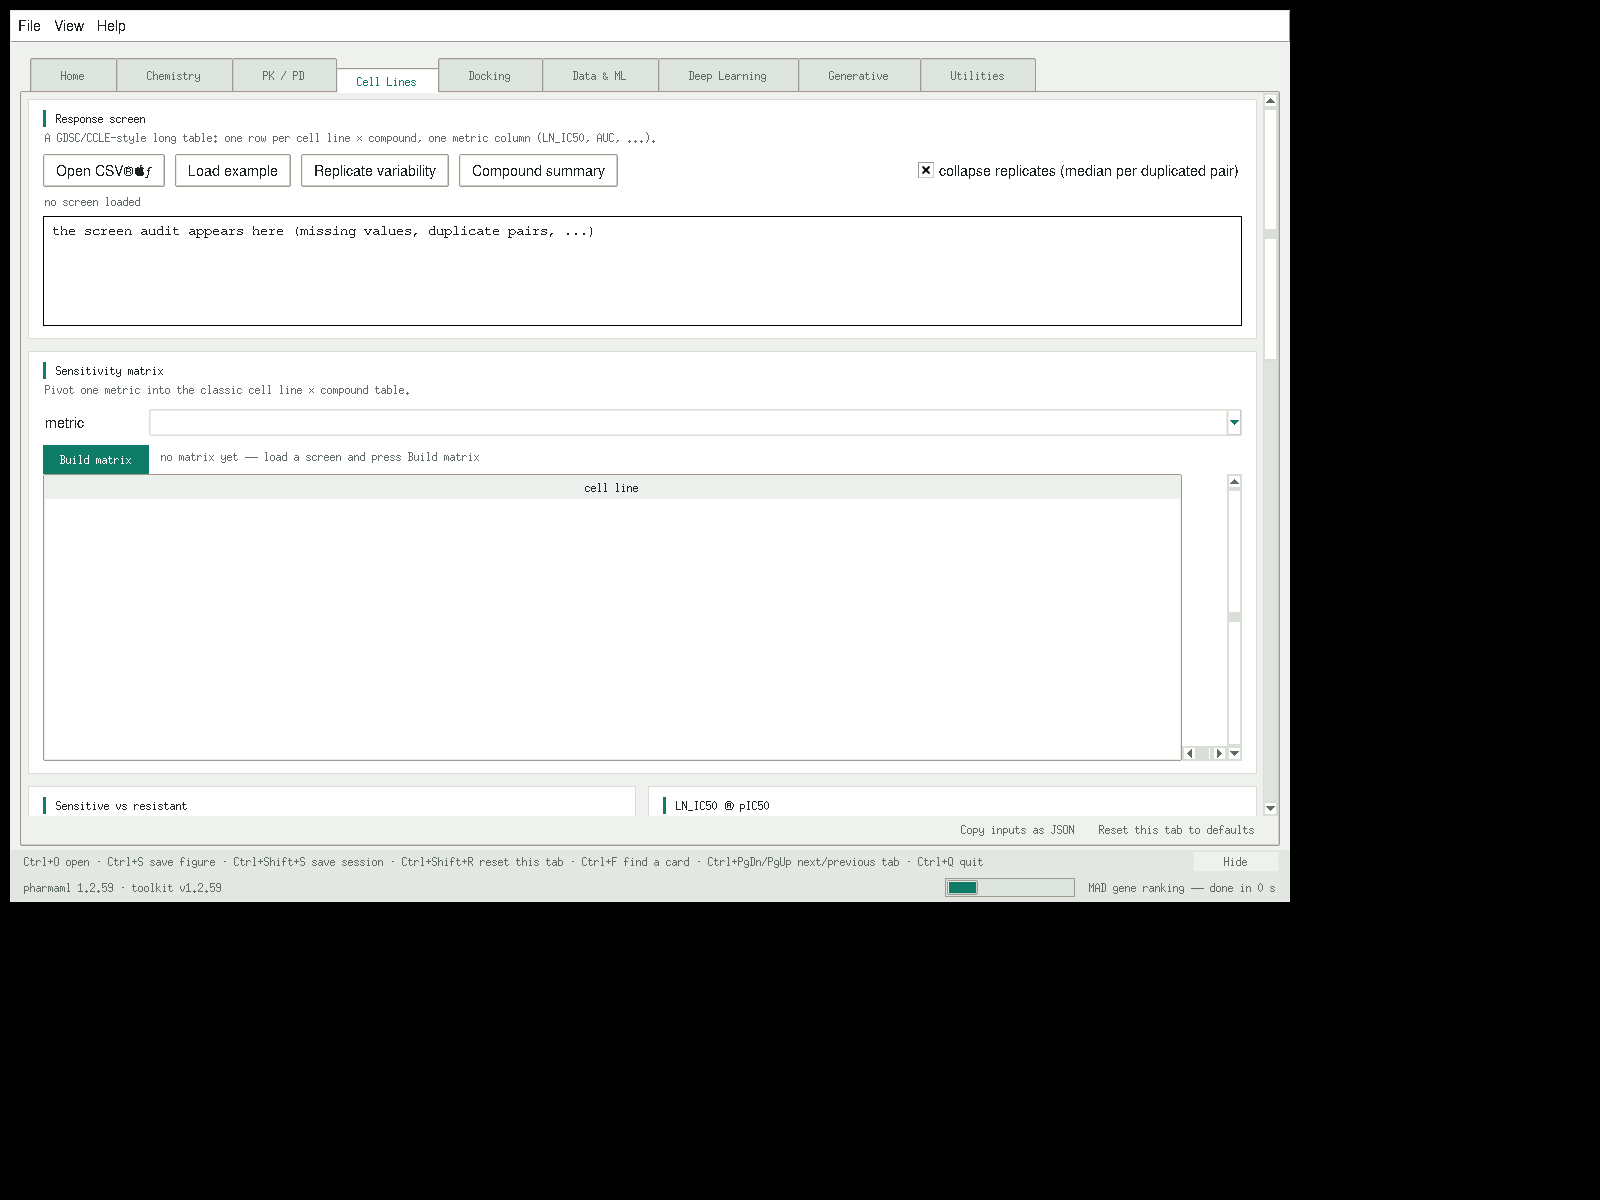 File View Help
Home Chemistry PK / PD Cell Lines Docking Data & ML Deep Learning Generative Utilities
Response screen
A GDSC/CCLE-style long table: one row per cell line × compound, one metric column (LN_IC50, AUC, ...).
Open CSV®ƒ Load example Replicate variability Compound summary collapse replicates (median per duplicated pair)
no screen loaded
the screen audit appears here (missing values, duplicate pairs, ...)
Sensitivity matrix
Pivot one metric into the classic cell line × compound table.
metric
Build matrix no matrix yet — load a screen and press Build matrix
cell line
Sensitive vs resistant LN_IC50 ® pIC50
Copy inputs as JSON Reset this tab to defaults
Ctrl+O open · Ctrl+S save figure · Ctrl+Shift+S save session · Ctrl+Shift+R reset this tab · Ctrl+F find a card · Ctrl+PgDn/PgUp next/previous tab · Ctrl+Q quit Hide
pharmaml 1.2.59 · toolkit v1.2.59 MAD gene ranking — done in 0 s